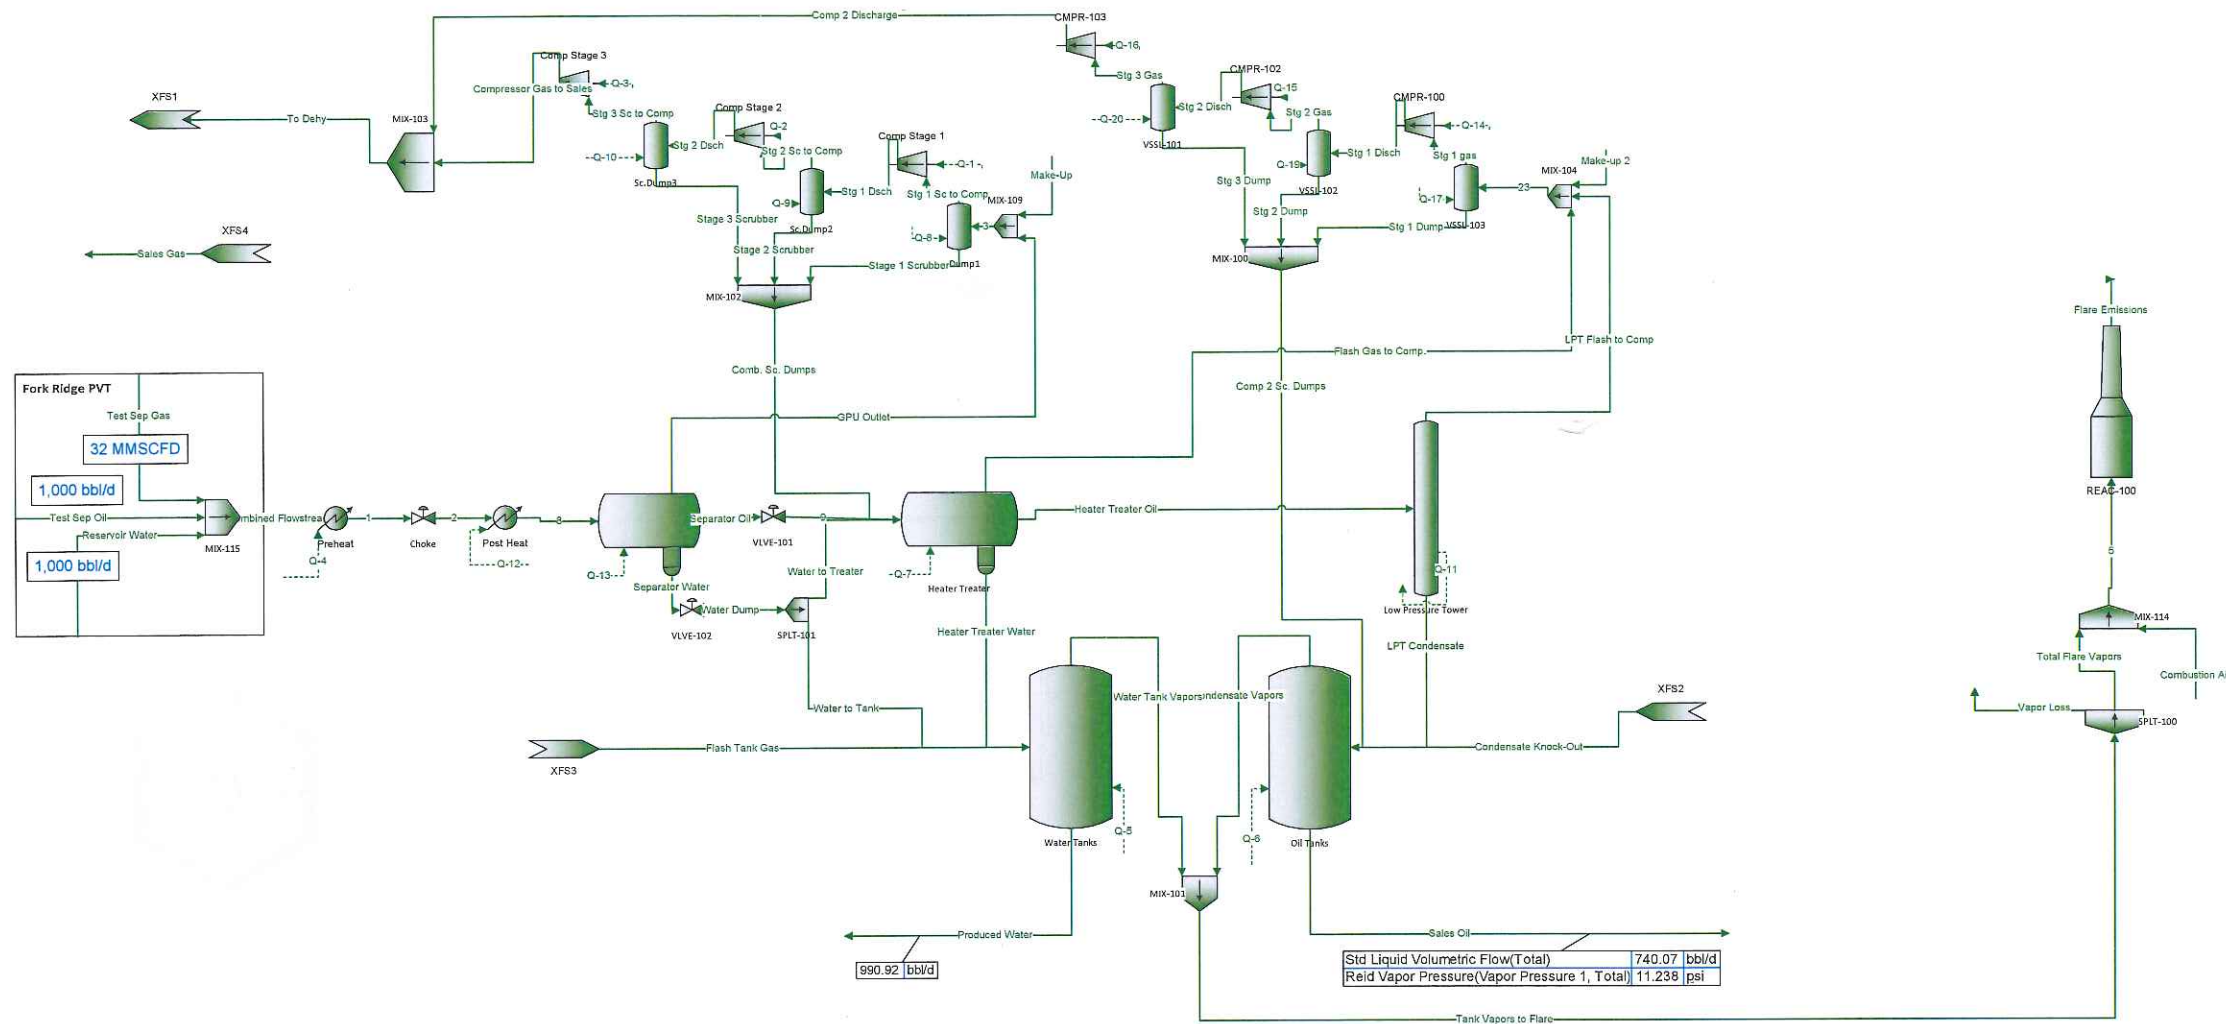 Comp 2 Discharge
CMPR-103
Q-16
Comp Stage 3
Q-3
Compressor Gas to Sales
Stg 3 Gas
CMPR-102
Q-15
XFS1
To Dehy
MIX-103
Stg 3 Sc to Comp
Comp Stage 2
Q-2
Stg 2 Dsch
Stg 2 Sc to Comp
Q-10
Sc.Dump3
Comp Stage 1
Q-1
Stg 1 Dsch
Stg 1 Sc to Comp
Q-9
Sc.Dump2
Make-Up
MIX-109
3
Q-8
Dump1
Q-20
VSSL-101
Stg 2 Disch
Stg 2 Gas
CMPR-100
Q-14
Stg 1 Disch
Stg 1 gas
Q-19
VSSL-102
Make-up 2
MIX-104
23
Q-17
VSSL-103
Stg 3 Dump
Stg 2 Dump
Stg 1 Dump
MIX-100
XFS4
Sales Gas
Stage 3 Scrubber
Stage 2 Scrubber
Stage 1 Scrubber
MIX-102
Flare Emissions
LPT Flash to Comp
Flash Gas to Comp.
Comb. Sc. Dumps
Comp 2 Sc. Dumps
Fork Ridge PVT
Test Sep Gas
32 MMSCFD
1,000 bbl/d
Test Sep Oil
Reservoir Water
1,000 bbl/d
MIX-115
mbined Flowstrea
Preheat
Q-4
1
Choke
2
Post Heat
Q-12
8
GPU Outlet
Separator Oil
VLVE-101
9
Q-13
Separator Water
VLVE-102
Water Dump
SPLT-101
Water to Treater
Water to Tank
Heater Treater Oil
Q-7
Heater Treater
Heater Treater Water
Q-11
Low Pressure Tower
LPT Condensate
REAC-100
5
MIX-114
Total Flare Vapors
Combustion A
Vapor Loss
SPLT-100
XFS2
Condensate Knock-Out
XFS3
Flash Tank Gas
Water Tank Vapors
ndensate Vapors
Q-5
Water Tanks
Q-6
Oil Tanks
MIX-101
Produced Water
990.92 bbl/d
Sales Oil
Std Liquid Volumetric Flow(Total) 740.07 bbl/d
Reid Vapor Pressure(Vapor Pressure 1, Total) 11.238 psi
Tank Vapors to Flare